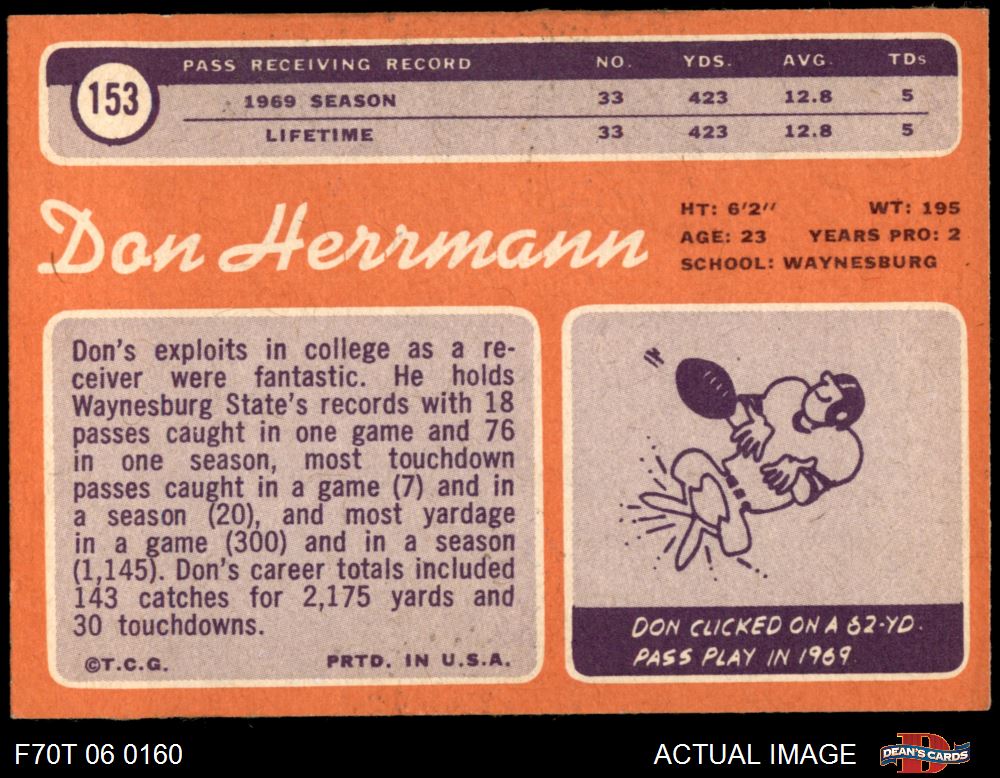 PASS RECEIVING RECORD NO. YDS. AVG. TDs
153
1969 SEASON 33 423 12.8 5
LIFETIME 33 423 12.8 5
Don Herrmann
HT: 6'2" WT: 195
AGE: 23 YEARS PRO: 2
SCHOOL: WAYNESBURG
Don's exploits in college as a re-
ceiver were fantastic. He holds
Waynesburg State's records with 18
passes caught in one game and 76
in one season, most touchdown
passes caught in a game (7) and in
a season (20), and most yardage
in a game (300) and in a season
(1,145). Don's career totals included
143 catches for 2,175 yards and
30 touchdowns.
©T.C.G. PRTD. IN U.S.A.
DON CLICKED ON A 62-YD.
PASS PLAY IN 1969
F70T 06 0160
ACTUAL IMAGE
DEAN'S CARDS